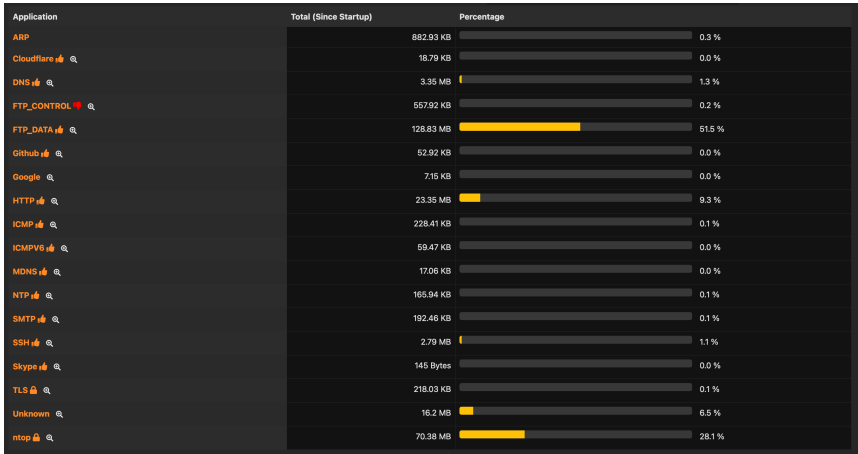 Application Total (Since Startup) Percentage
ARP 882.93 KB 0.3 %
Cloudflare 18.79 KB 0.0 %
DNS 3.35 MB 1.3 %
FTP_CONTROL 557.92 KB 0.2 %
FTP_DATA 128.83 MB 51.5 %
Github 52.92 KB 0.0 %
Google 7.15 KB 0.0 %
HTTP 23.35 MB 9.3 %
ICMP 228.41 KB 0.1 %
ICMPV6 59.47 KB 0.0 %
MDNS 17.06 KB 0.0 %
NTP 165.94 KB 0.1 %
SMTP 192.46 KB 0.1 %
SSH 2.79 MB 1.1 %
Skype 145 Bytes 0.0 %
TLS 218.03 KB 0.1 %
Unknown 16.2 MB 6.5 %
ntop 70.38 MB 28.1 %